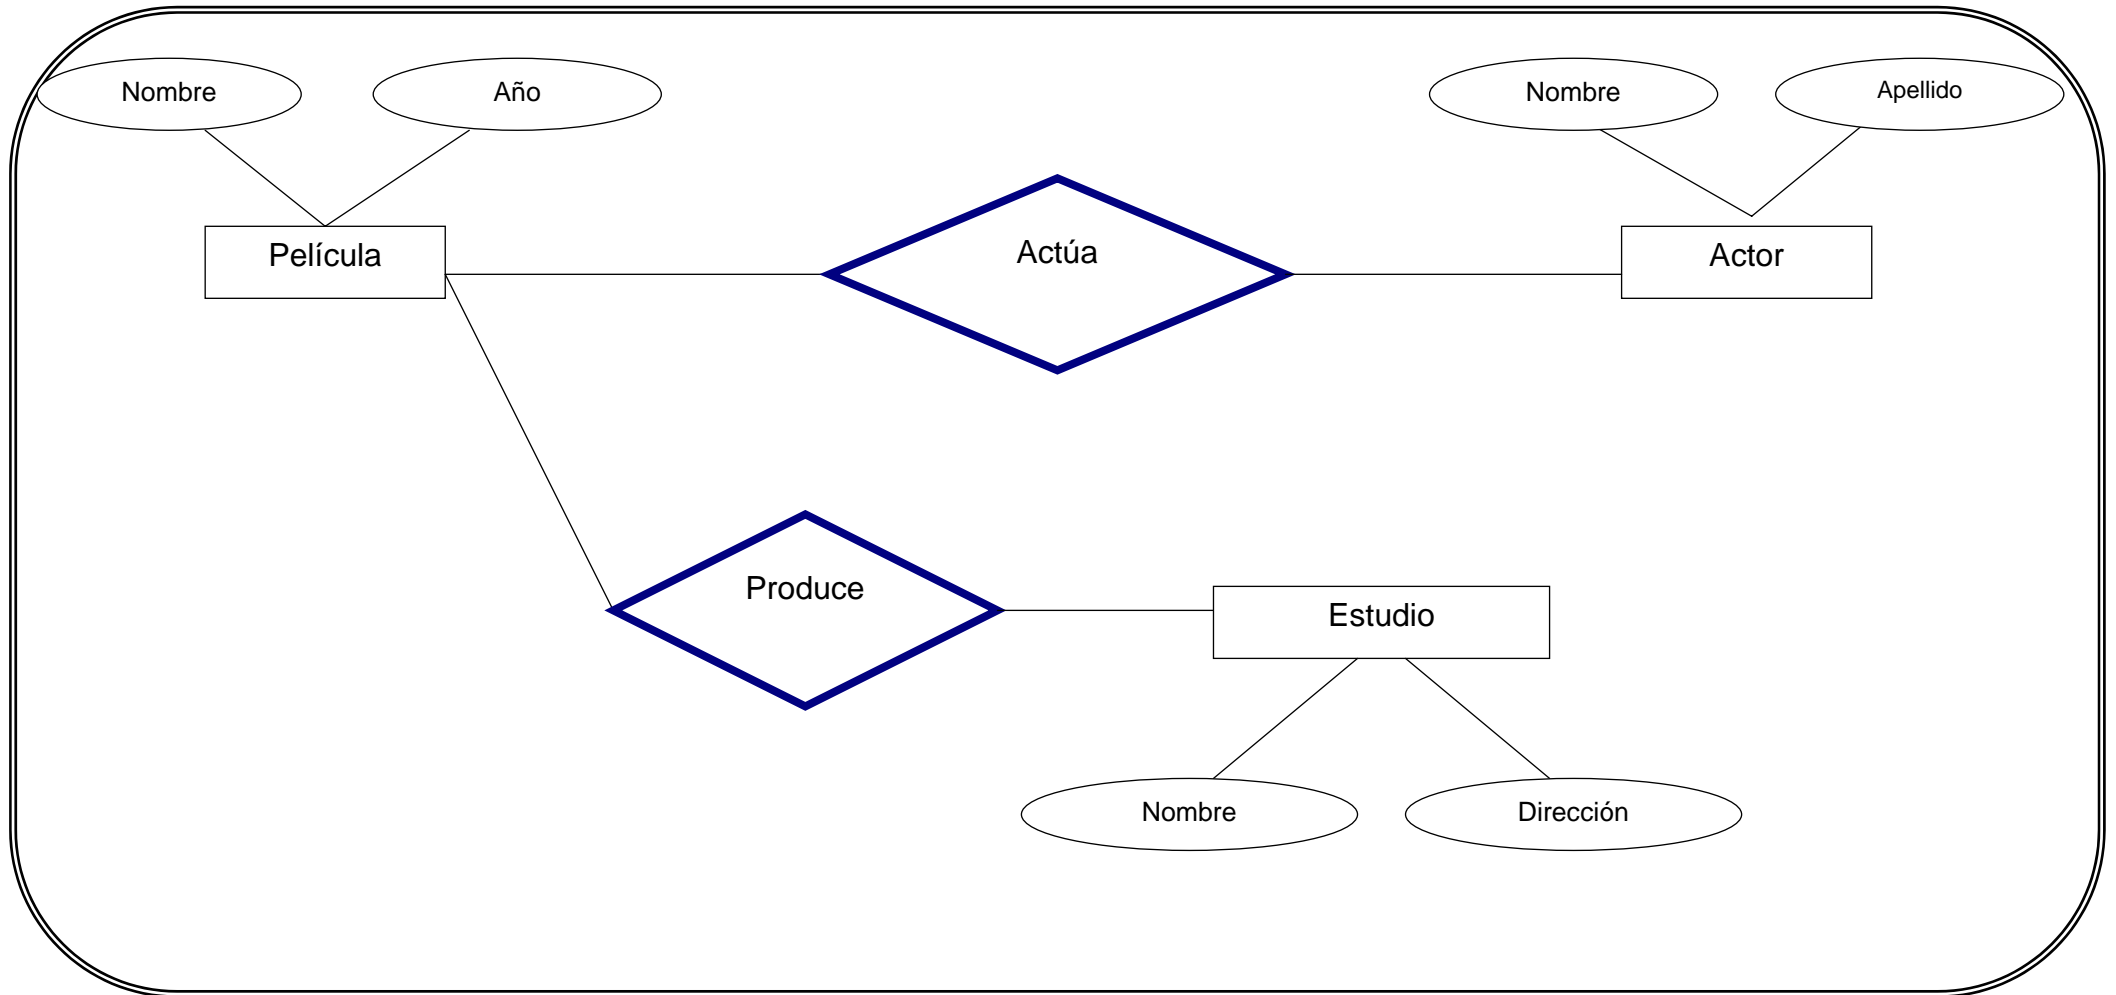 Nombre
Año
Nombre
Apellido
Película
Actúa
Actor
Produce
Estudio
Nombre
Dirección